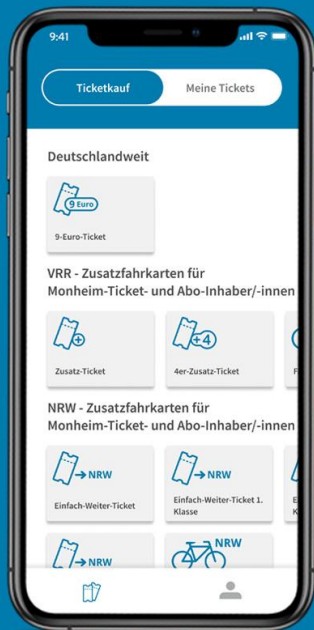 9:41
Ticketkauf
Meine Tickets
Deutschlandweit
9 Euro
9-Euro-Ticket
VRR - Zusatzfahrkarten für
Monheim-Ticket- und Abo-Inhaber/-innen
+4
Zusatz-Ticket
4er-Zusatz-Ticket
F
NRW - Zusatzfahrkarten für
Monheim-Ticket- und Abo-Inhaber/-innen
NRW
NRW
Einfach-Weiter-Ticket
Einfach-Weiter-Ticket 1.
Klasse
E
K
NRW
NRW